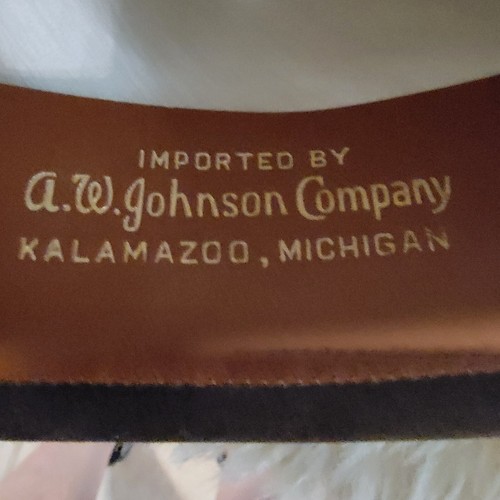 IMPORTED BY
a.W. Johnson Company
KALAMAZOO, MICHIGAN